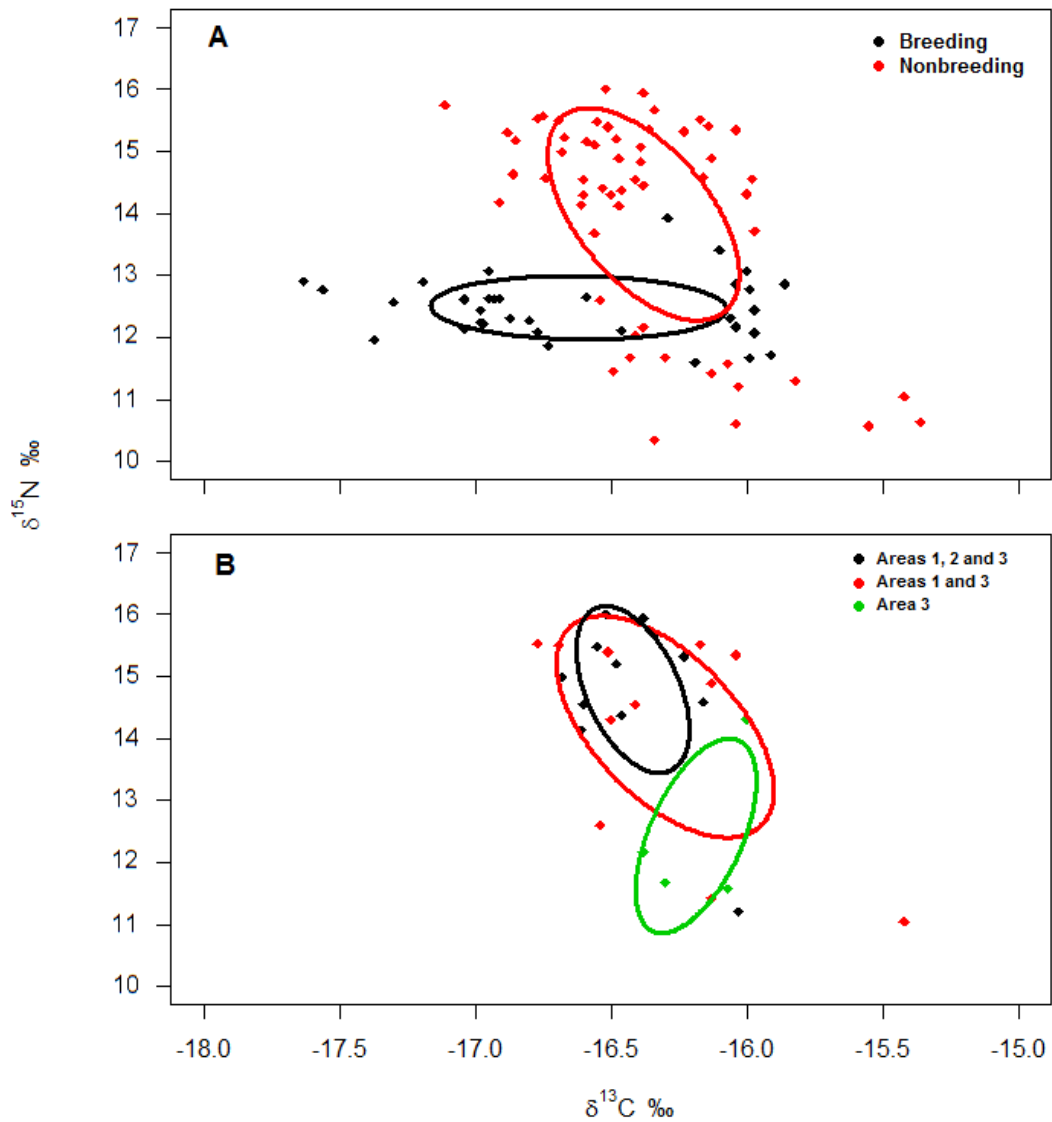 A
Breeding
Nonbreeding
17
16
15
14
13
12
11
10
δ15N ‰
B
Areas 1, 2 and 3
Areas 1 and 3
Area 3
17
16
15
14
13
12
11
10
-18.0 -17.5 -17.0 -16.5 -16.0 -15.5 -15.0
δ13C ‰